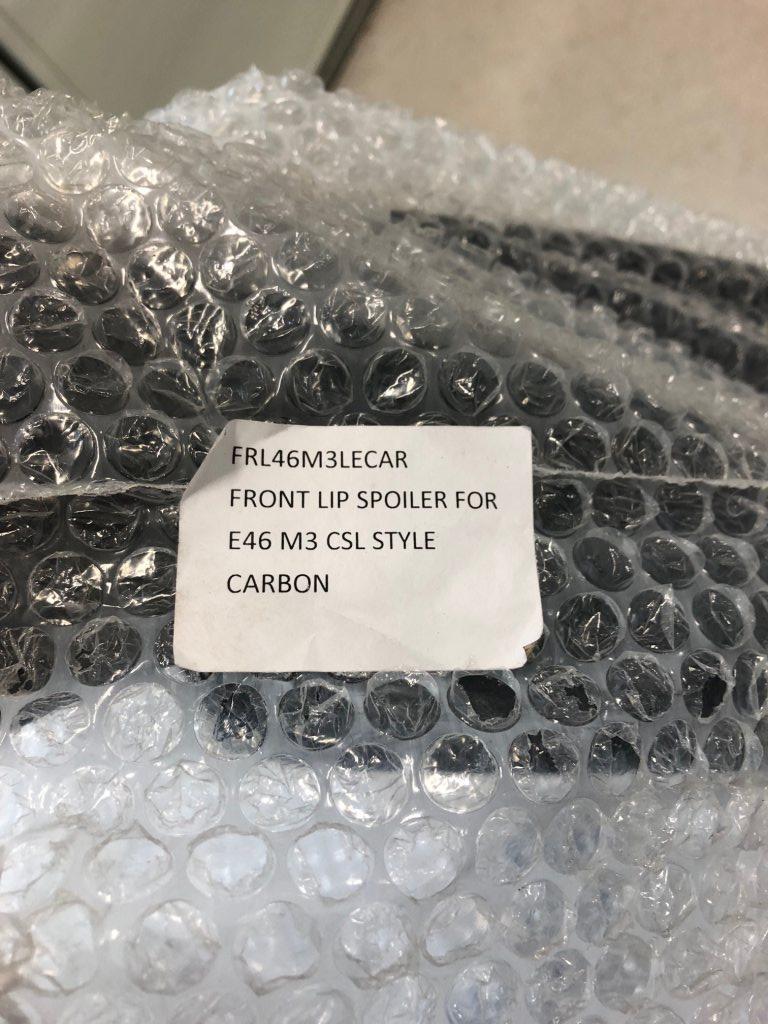 FRL46M3LECAR
FRONT LIP SPOILER FOR
E46 M3 CSL STYLE
CARBON